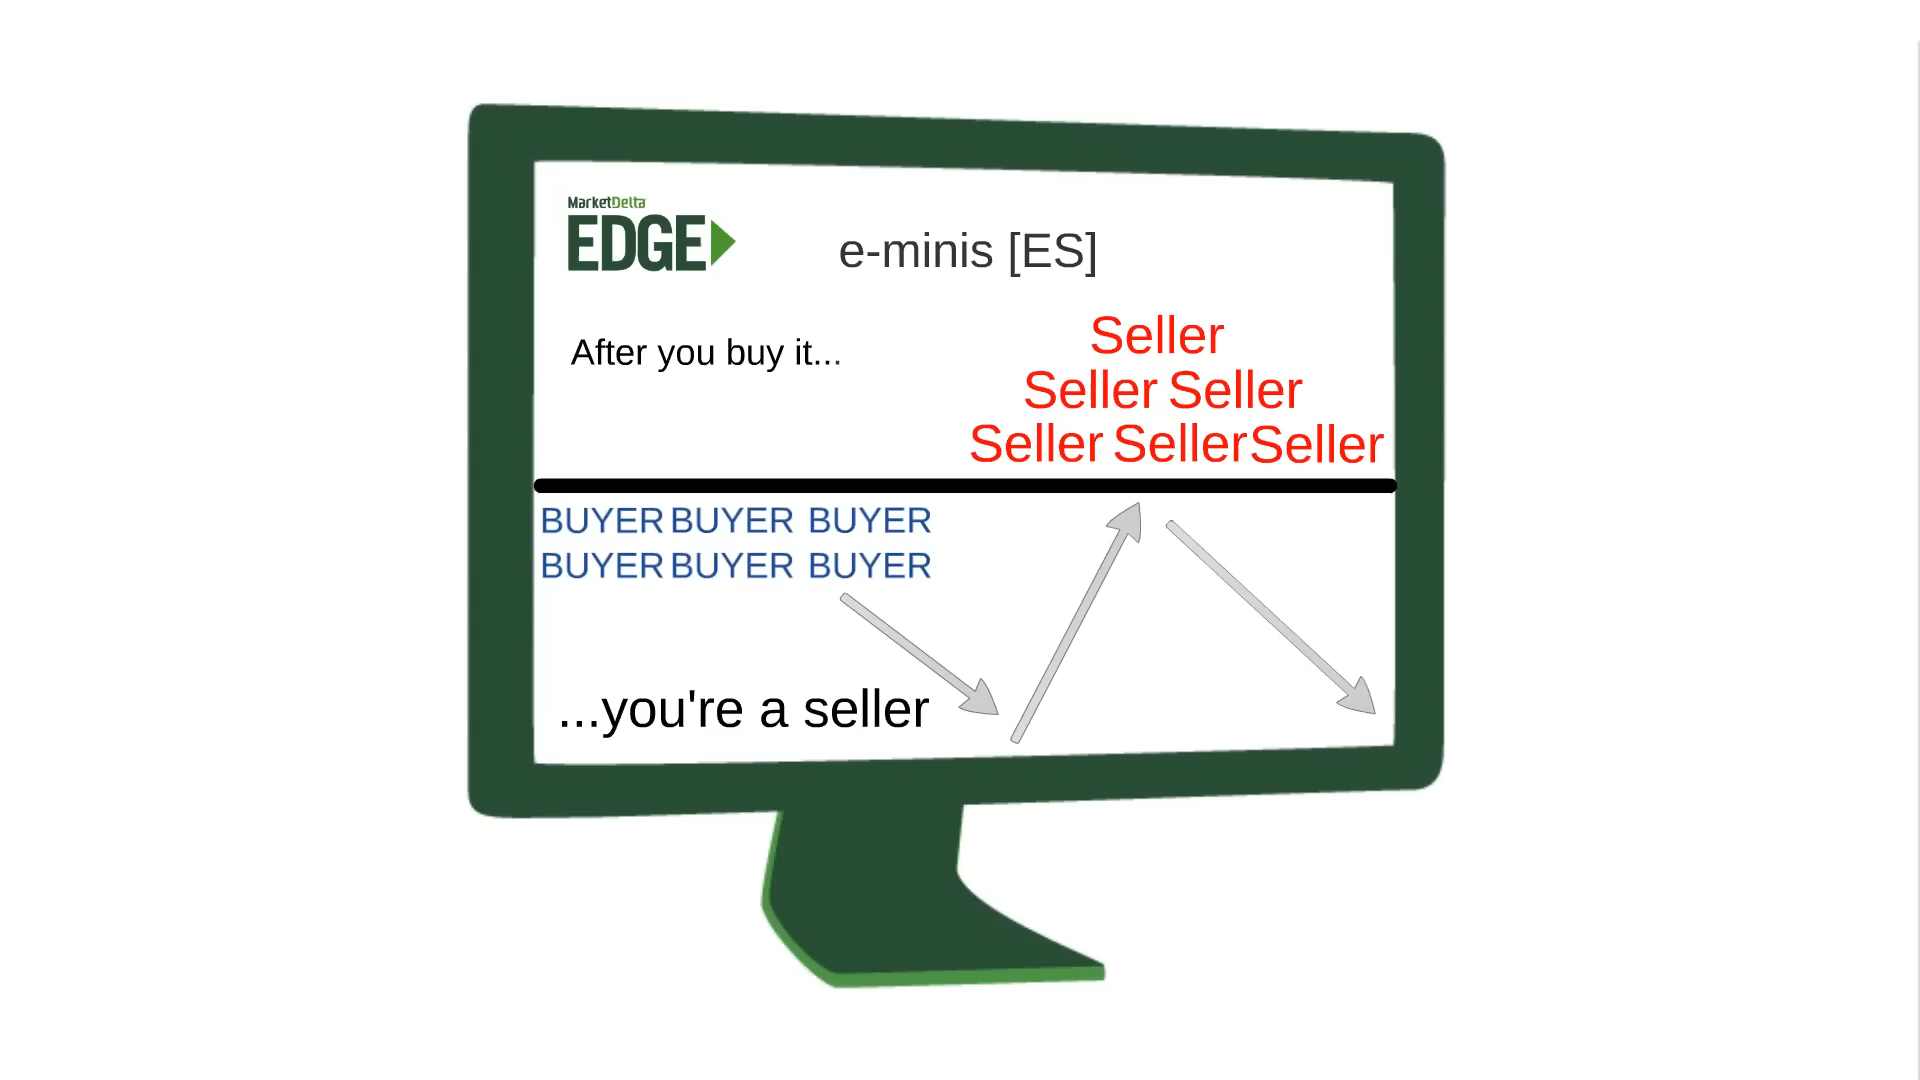 MarketDelta
EDGE
e-minis [ES]
After you buy it...
Seller
Seller Seller
Seller Seller Seller
BUYER BUYER BUYER
BUYER BUYER BUYER
...you're a seller